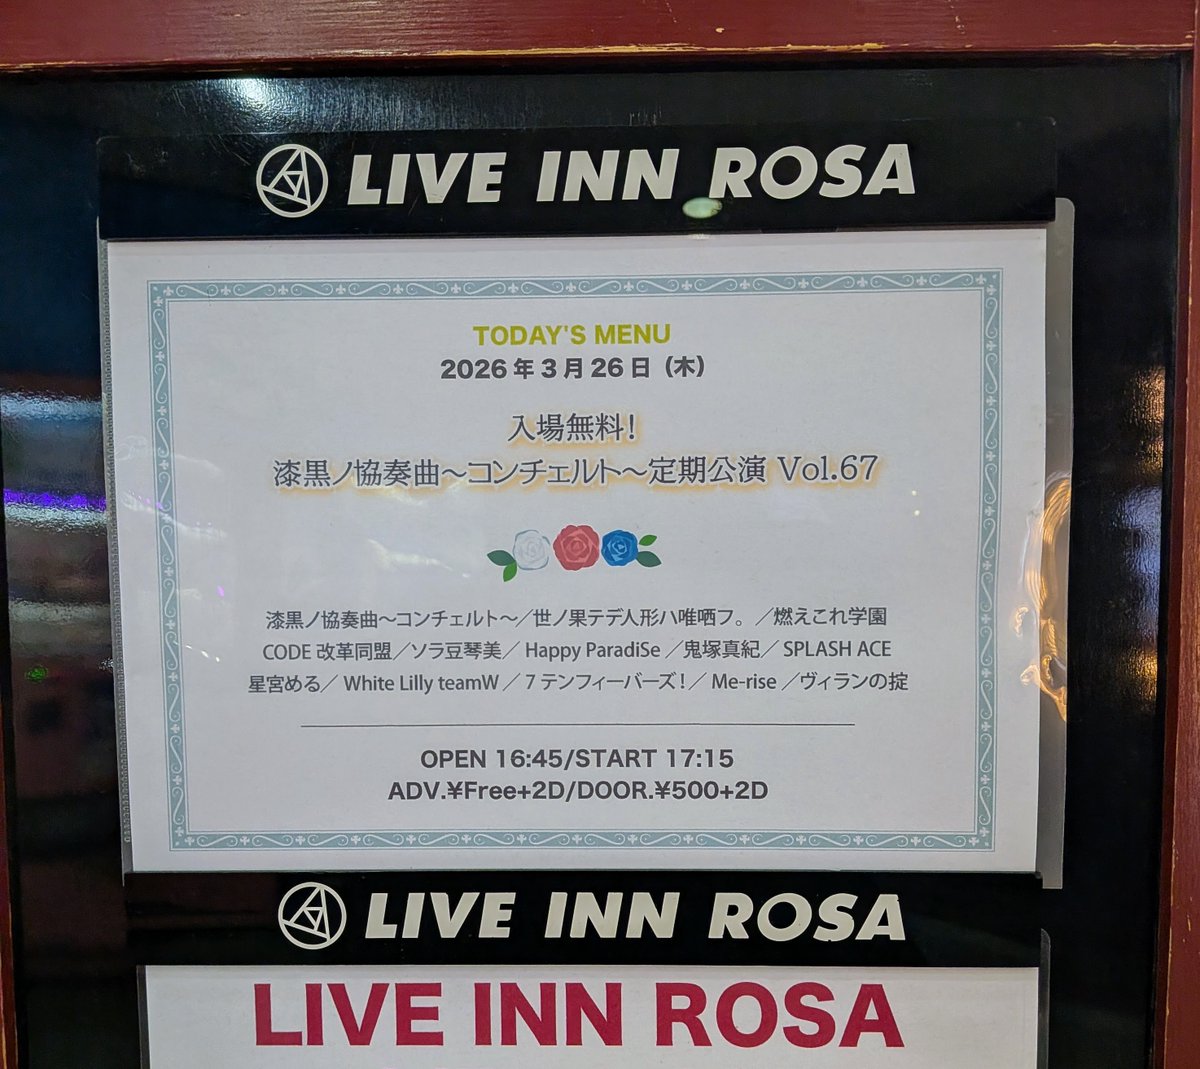 LIVE INN ROSA
TODAY'S MENU
2026年3月26日（木）
入場無料！
漆黒ノ協奏曲～コンチェルト～定期公演 Vol.67
漆黒ノ協奏曲～コンチェルト～／世ノ果テデ人形ハ唯哂フ。／燃えこれ学園
CODE 改革同盟／ソラ豆琴美／Happy ParadiSe／鬼塚真紀／SPLASH ACE
星宮める／White Lilly teamW／7テンフィーバーズ！／Me-rise／ヴィランの掟
OPEN 16:45/START 17:15
ADV.¥Free+2D/DOOR.¥500+2D
LIVE INN ROSA
LIVE INN ROSA